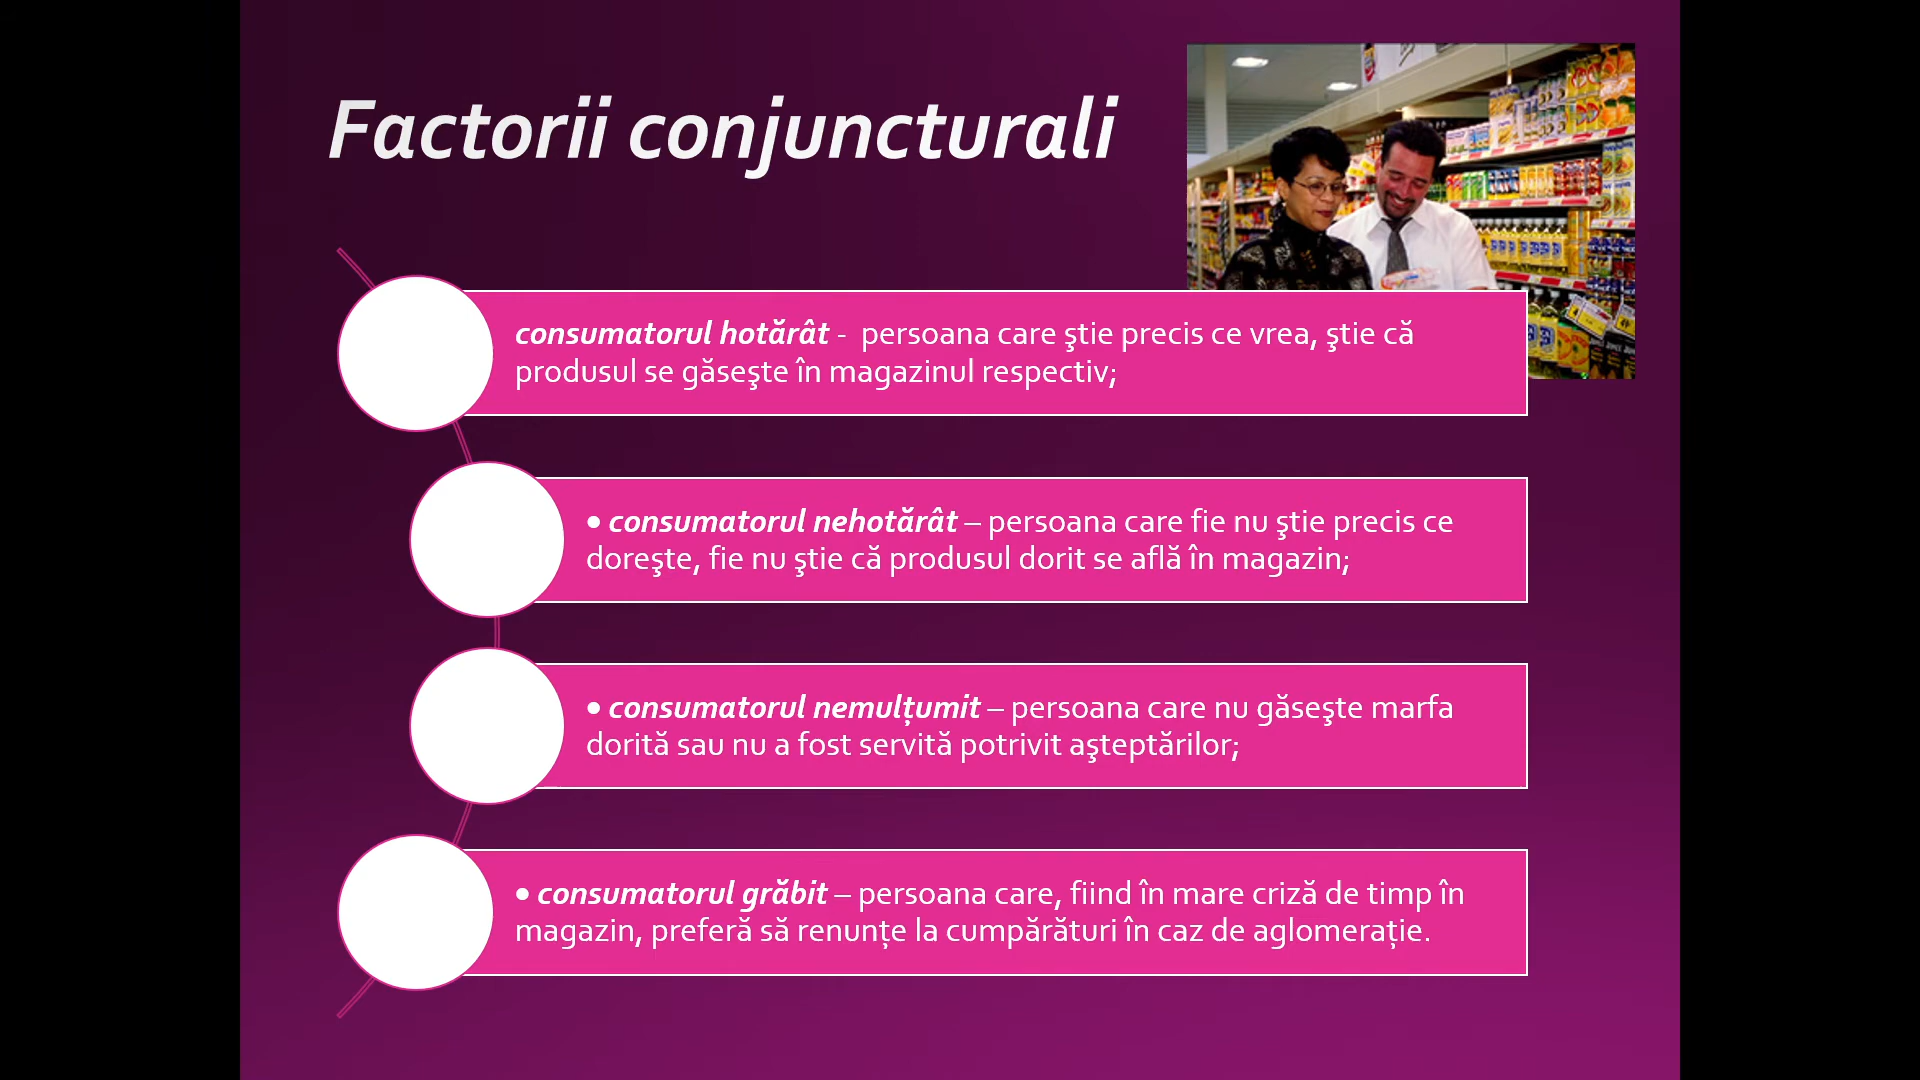 Factorii conjuncturali
consumatorul hotărât -  persoana care ştie precis ce vrea, ştie că
produsul se găseşte în magazinul respectiv;
• consumatorul nehotărât – persoana care fie nu ştie precis ce
doreşte, fie nu ştie că produsul dorit se află în magazin;
• consumatorul nemulțumit – persoana care nu găseşte marfa
dorită sau nu a fost servită potrivit aşteptărilor;
• consumatorul grăbit – persoana care, fiind în mare criză de timp în
magazin, preferă să renunțe la cumpărături în caz de aglomerație.